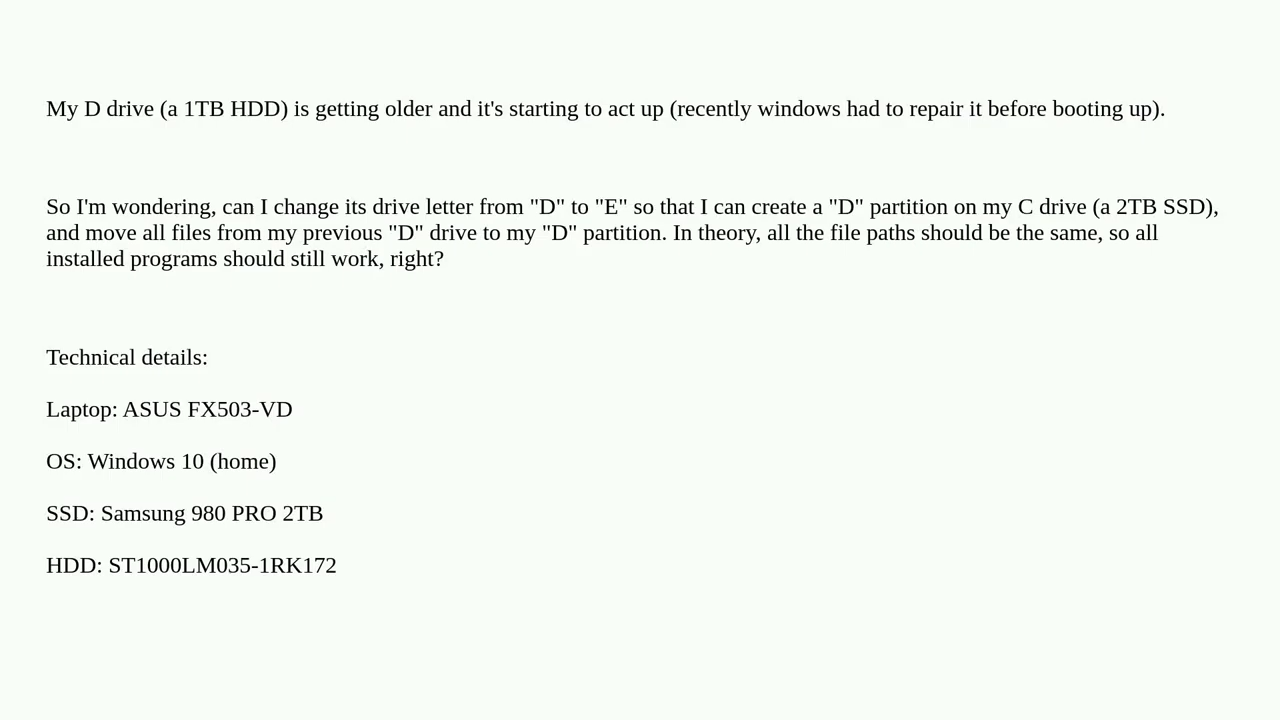 My D drive (a 1TB HDD) is getting older and it's starting to act up (recently windows had to repair it before booting up).
So I'm wondering, can I change its drive letter from "D" to "E" so that I can create a "D" partition on my C drive (a 2TB SSD),
and move all files from my previous "D" drive to my "D" partition. In theory, all the file paths should be the same, so all
installed programs should still work, right?
Technical details:
Laptop: ASUS FX503-VD
OS: Windows 10 (home)
SSD: Samsung 980 PRO 2TB
HDD: ST1000LM035-1RK172